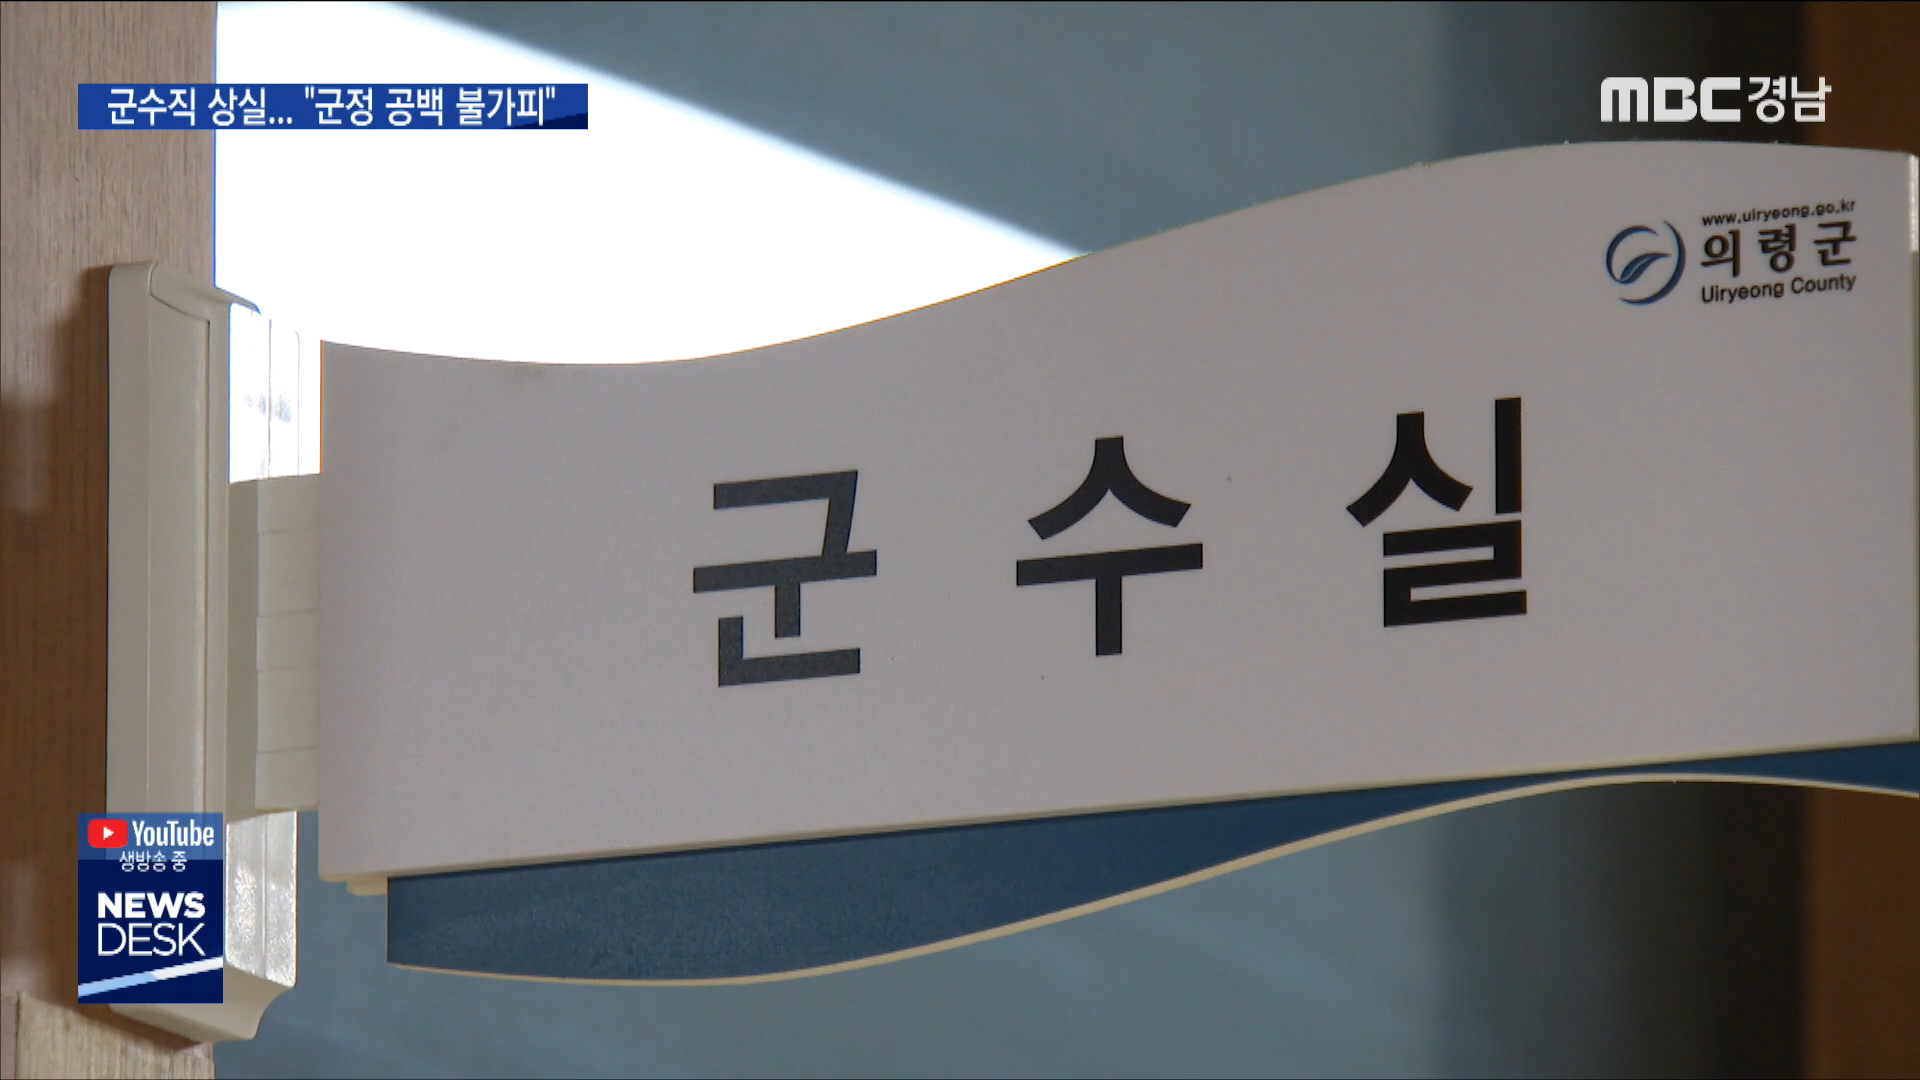 군수직 상실... "군정 공백 불가피"
MBC경남
www.uiryeong.go.kr
의령군
Uiryeong County
군수실
YouTube
생방송 중
NEWS
DESK